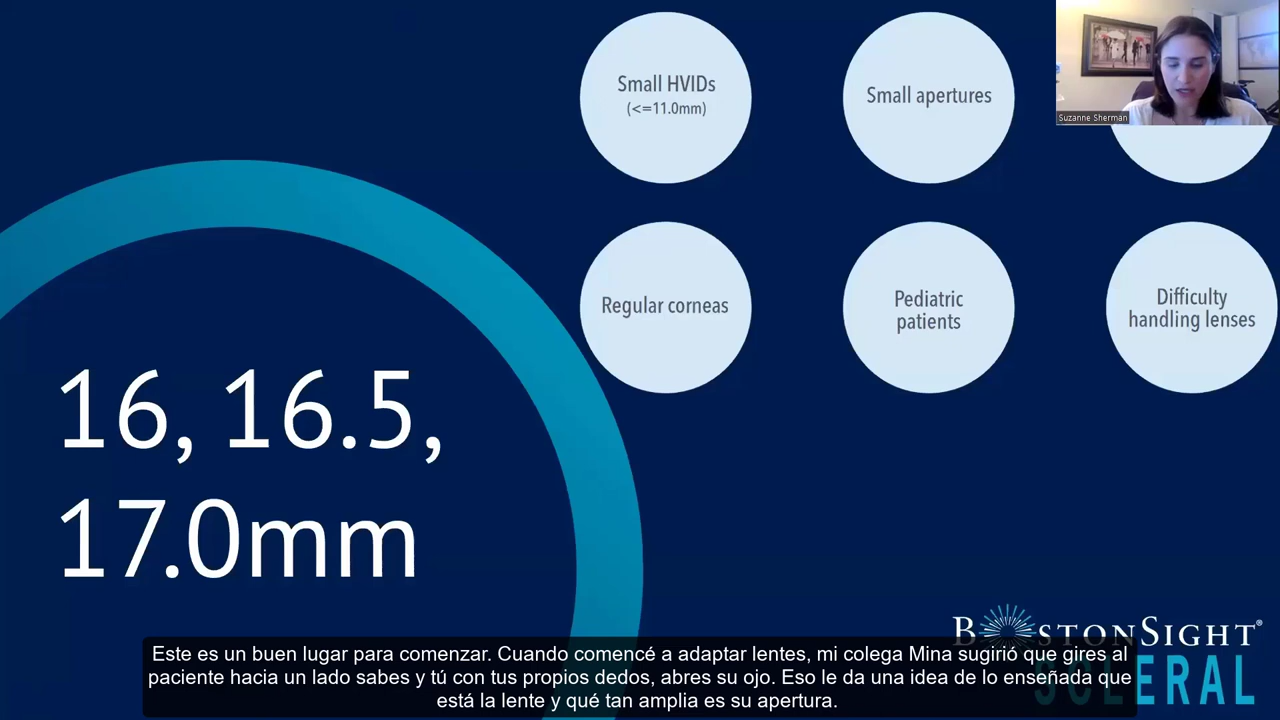 Small HVIDs
(<=11.0mm)
Small apertures
Suzanne Sherman
Regular corneas
Pediatric
patients
Difficulty
handling lenses
16, 16.5,
17.0mm
BOSTONSIGHT®
SCLERAL
Este es un buen lugar para comenzar. Cuando comencé a adaptar lentes, mi colega Mina sugirió que gires al
paciente hacia un lado sabes y tú con tus propios dedos, abres su ojo. Eso le da una idea de lo enseñada que
está la lente y qué tan amplia es su apertura.